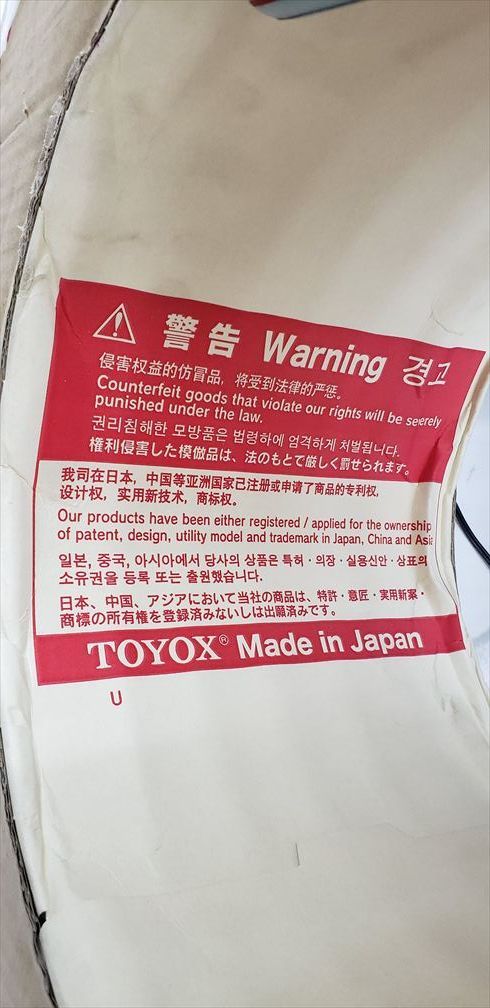 警告 Warning 경고
侵害权益的仿冒品，将受到法律的严惩。
Counterfeit goods that violate our rights will be severely
punished under the law.
권리침해한 모방품은 법령하에 엄격하게 처벌됩니다.
権利侵害した模倣品は、法のもとで厳しく罰せられます。
我司在日本，中国等亚洲国家已注册或申请了商品的专利权，
设计权，实用新技术，商标权。
Our products have been either registered / applied for the ownership
of patent, design, utility model and trademark in Japan, China and Asia
일본, 중국, 아시아에서 당사의 상품은 특허·의장·실용신안·상표의
소유권을 등록 또는 출원했습니다.
日本、中国、アジアにおいて当社の商品は、特許・意匠・実用新案・
商標の所有権を登録済みないしは出願済みです。
TOYOX® Made in Japan
U